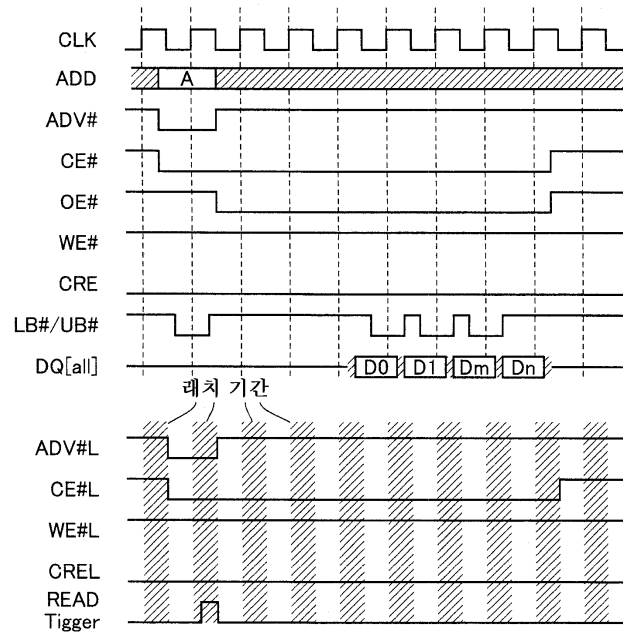 CLK
ADD
A
ADV#
CE#
OE#
WE#
CRE
LB#/UB#
DQ[all]
D0 D1 Dm Dn
래치 기간
ADV#L
CE#L
WE#L
CREL
READ
Tigger